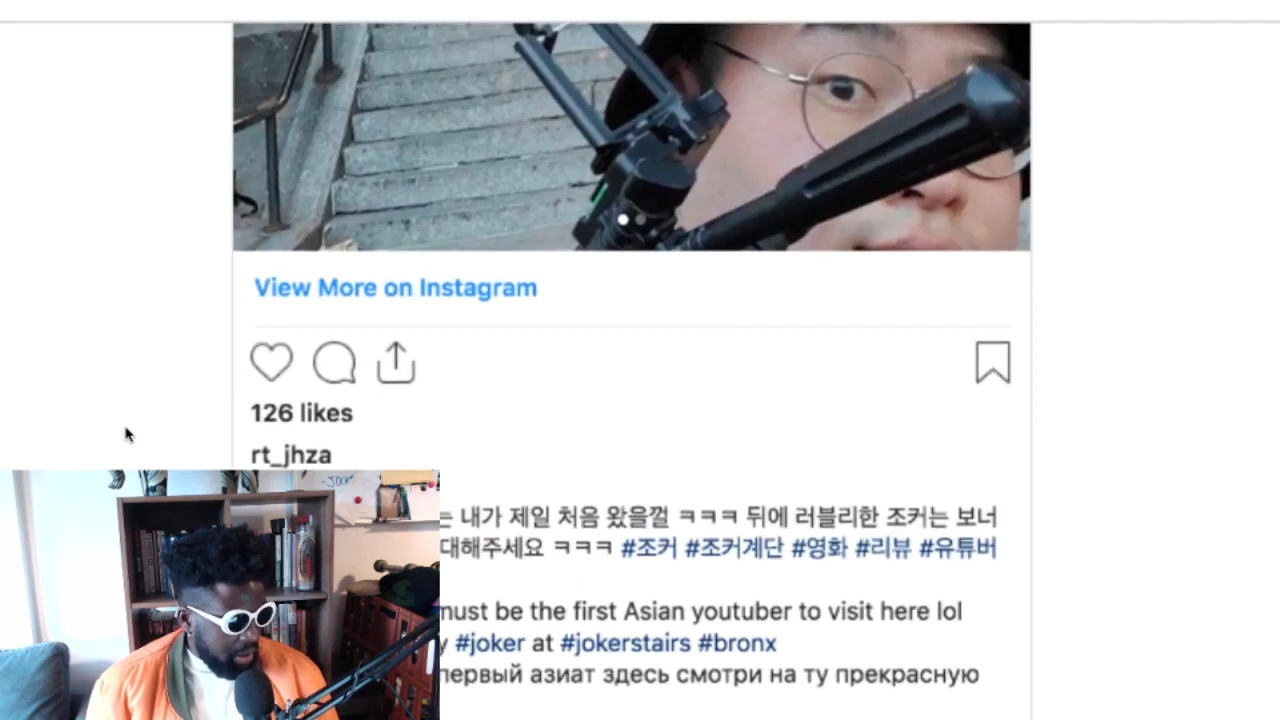 View More on Instagram
126 likes
rt_jhza
-JOCK
는 내가 제일 처음 왔을껄 ㅋㅋㅋ 뒤에 러블리한 조커는 보너
대해주세요 ㅋㅋㅋ #조커 #조커계단 #영화 #리뷰 #유튜버
must be the first Asian youtuber to visit here lol
y #joker at #jokerstairs #bronx
первый азиат здесь смотри на ту прекрасную